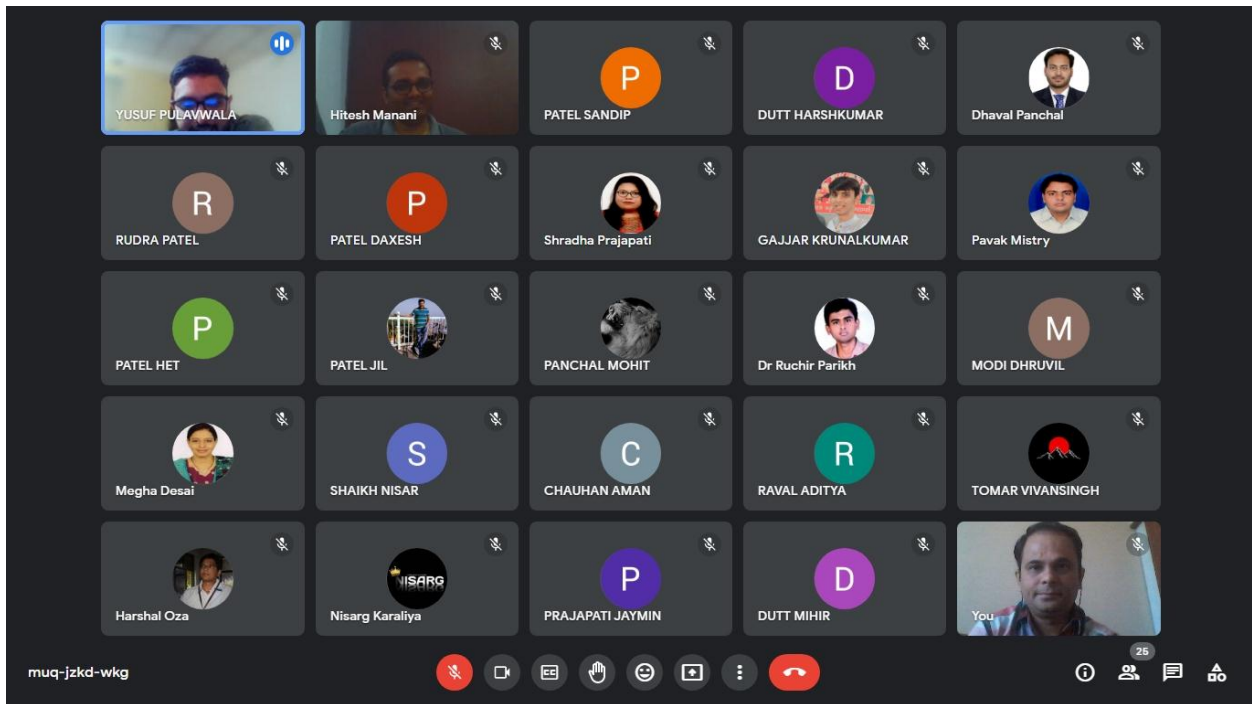 YUSUF PULAVWALA
Hitesh Manani
P
PATEL SANDIP
D
DUTT HARSHKUMAR
Dhaval Panchal
R
RUDRA PATEL
P
PATEL DAXESH
Shradha Prajapati
GAJJAR KRUNALKUMAR
Pavak Mistry
P
PATEL HET
PATEL JIL
PANCHAL MOHIT
Dr Ruchir Parikh
M
MODI DHRUVIL
Megha Desai
S
SHAIKH NISAR
C
CHAUHAN AMAN
R
RAVAL ADITYA
TOMAR VIVANSINGH
Harshal Oza
NISARG
Nisarg Karaliya
P
PRAJAPATI JAYMIN
D
DUTT MIHIR
You
muq-jzkd-wkg
CC
25